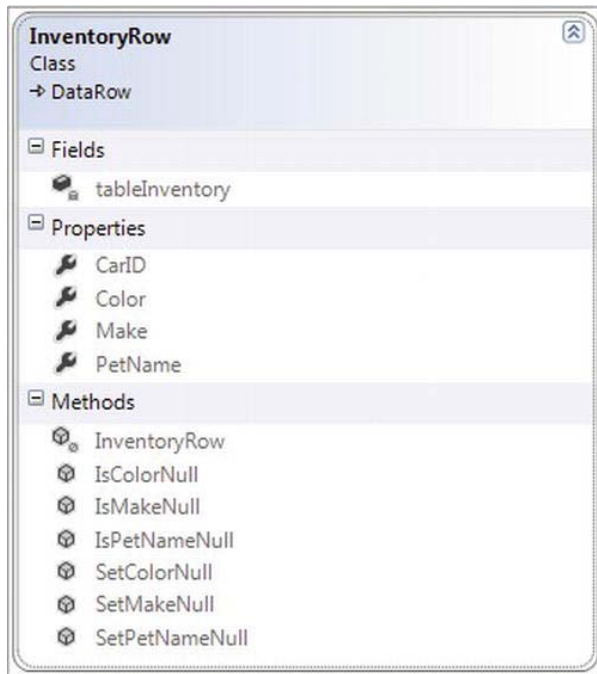 InventoryRow
Class
→ DataRow
Fields
tableInventory
Properties
CarID
Color
Make
PetName
Methods
InventoryRow
IsColorNull
IsMakeNull
IsPetNameNull
SetColorNull
SetMakeNull
SetPetNameNull